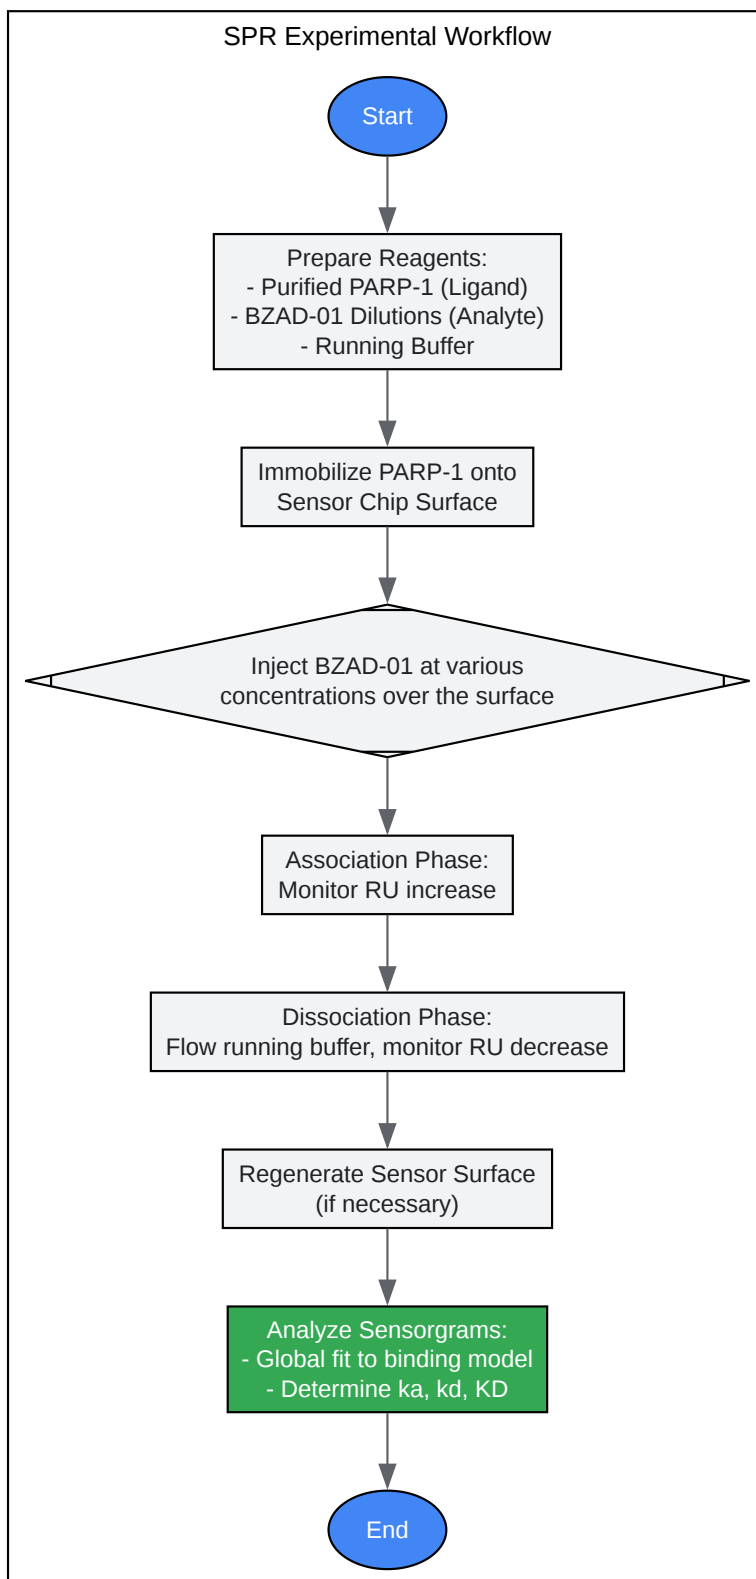 SPR Experimental Workflow
Start
Prepare Reagents:
- Purified PARP-1 (Ligand)
- BZAD-01 Dilutions (Analyte)
- Running Buffer
Immobilize PARP-1 onto
Sensor Chip Surface
Inject BZAD-01 at various
concentrations over the surface
Association Phase:
Monitor RU increase
Dissociation Phase:
Flow running buffer, monitor RU decrease
Regenerate Sensor Surface
(if necessary)
Analyze Sensorgrams:
- Global fit to binding model
- Determine ka, kd, KD
End